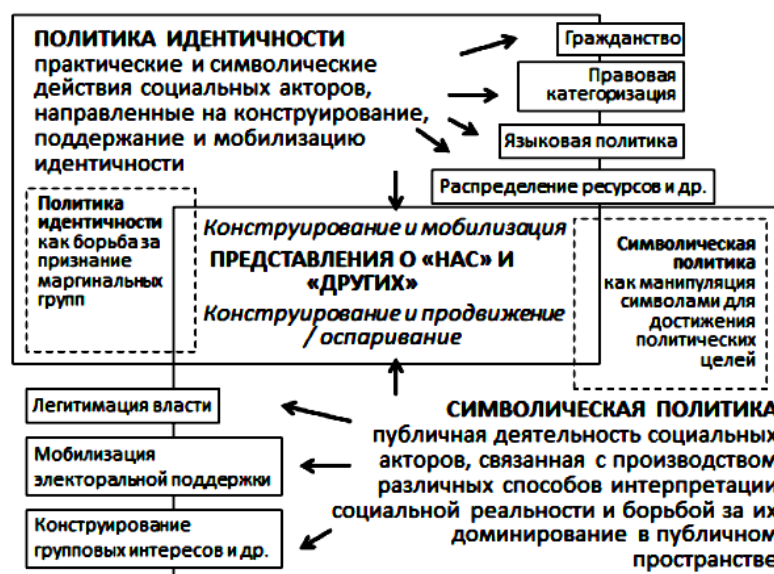 ПОЛИТИКА ИДЕНТИЧНОСТИ
практические и символические
действия социальных акторов,
направленные на конструирование,
поддержание и мобилизацию
идентичности
Гражданство
Правовая
категоризация
Языковая политика
Распределение ресурсов и др.
Политика
идентичности
как борьба за
признание
маргинальных
групп
Конструирование и мобилизация
ПРЕДСТАВЛЕНИЯ О «НАС» И
«ДРУГИХ»
Конструирование и продвижение
/ оспаривание
Символическая
политика
как манипуляция
символами для
достижения
политических
целей
Легитимация власти
Мобилизация
электоральной поддержки
Конструирование
групповых интересов и др.
СИМВОЛИЧЕСКАЯ ПОЛИТИКА
публичная деятельность социальных
акторов, связанная с производством
различных способов интерпретации
социальной реальности и борьбой за их
доминирование в публичном
пространстве